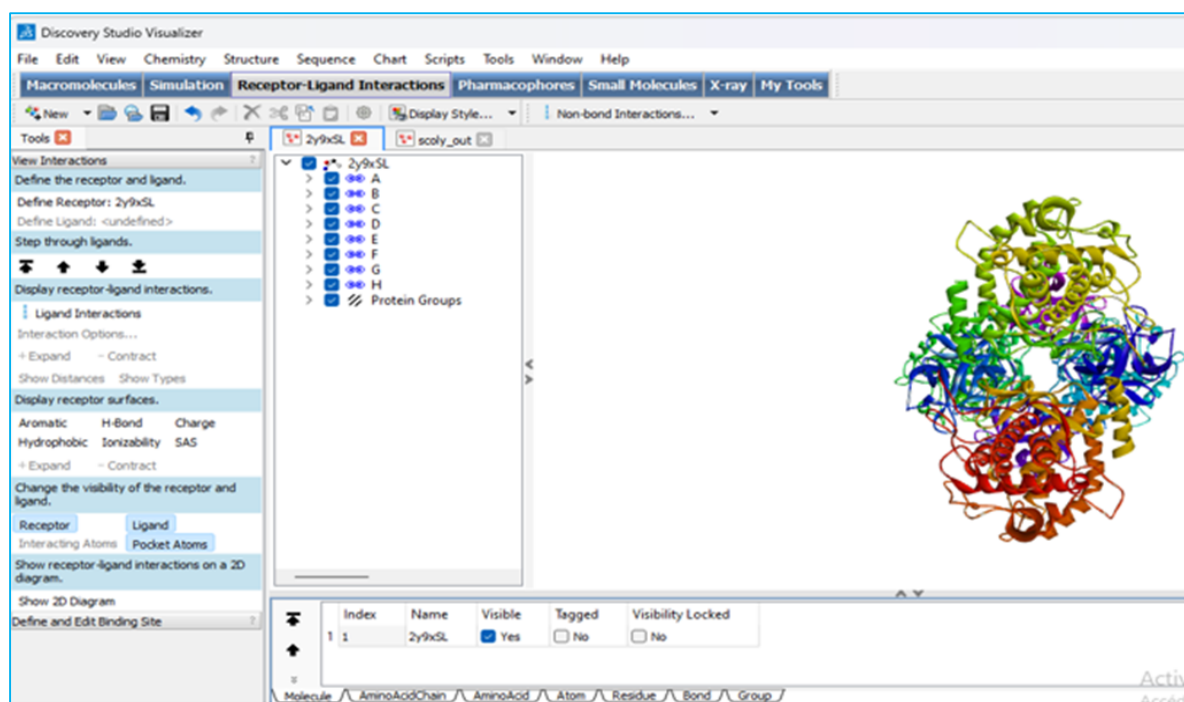 Discovery Studio Visualizer
File Edit View Chemistry Structure Sequence Chart Scripts Tools Window Help
Macromolecules Simulation Receptor-Ligand Interactions Pharmacophores Small Molecules X-ray My Tools
New Display Style... Non-bond Interactions...
Tools 2y9xSL scoly_out
View Interactions ?
Define the receptor and ligand.
Define Receptor: 2y9xSL
Define Ligand: <undefined>
Step through ligands.
Display receptor-ligand interactions.
Ligand Interactions
Interaction Options...
+ Expand - Contract
Show Distances Show Types
Display receptor surfaces.
Aromatic H-Bond Charge
Hydrophobic Ionizability SAS
+ Expand - Contract
Change the visibility of the receptor and
ligand.
Receptor Ligand
Interacting Atoms Pocket Atoms
Show receptor-ligand interactions on a 2D
diagram.
Show 2D Diagram
Define and Edit Binding Site ?
2y9xSL
A
B
C
D
E
F
G
H
Protein Groups
Index Name Visible Tagged Visibility Locked
1 1 2y9xSL Yes No No
Molecule AminoAcidChain AminoAcid Atom Residue Bond Group